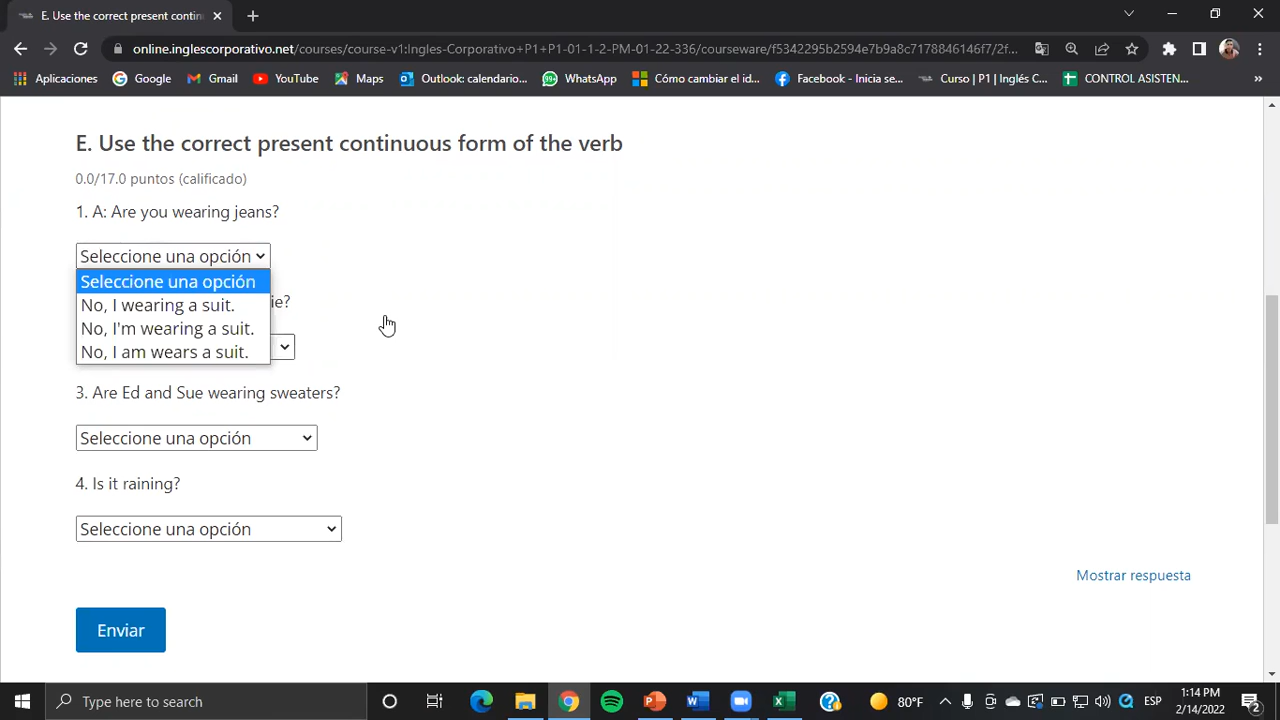 E. Use the correct present contin
online.inglescorporativo.net/courses/course-v1:Ingles-Corporativo+P1+P1-01-1-2-PM-01-22-336/courseware/f5342295b2594e7b9a8c7178846146f7/2f...
Aplicaciones Google Gmail YouTube Maps Outlook: calendario... WhatsApp Cómo cambiar el id... Facebook - Inicia se... Curso | P1 | Inglés C... CONTROL ASISTEN... »
E. Use the correct present continuous form of the verb
0.0/17.0 puntos (calificado)
1. A: Are you wearing jeans?
Seleccione una opción
Seleccione una opción
No, I wearing a suit.
ie?
No, I'm wearing a suit.
No, I am wears a suit.
3. Are Ed and Sue wearing sweaters?
Seleccione una opción
4. Is it raining?
Seleccione una opción
Mostrar respuesta
Enviar
Type here to search
80°F
ESP
1:14 PM
2/14/2022
2